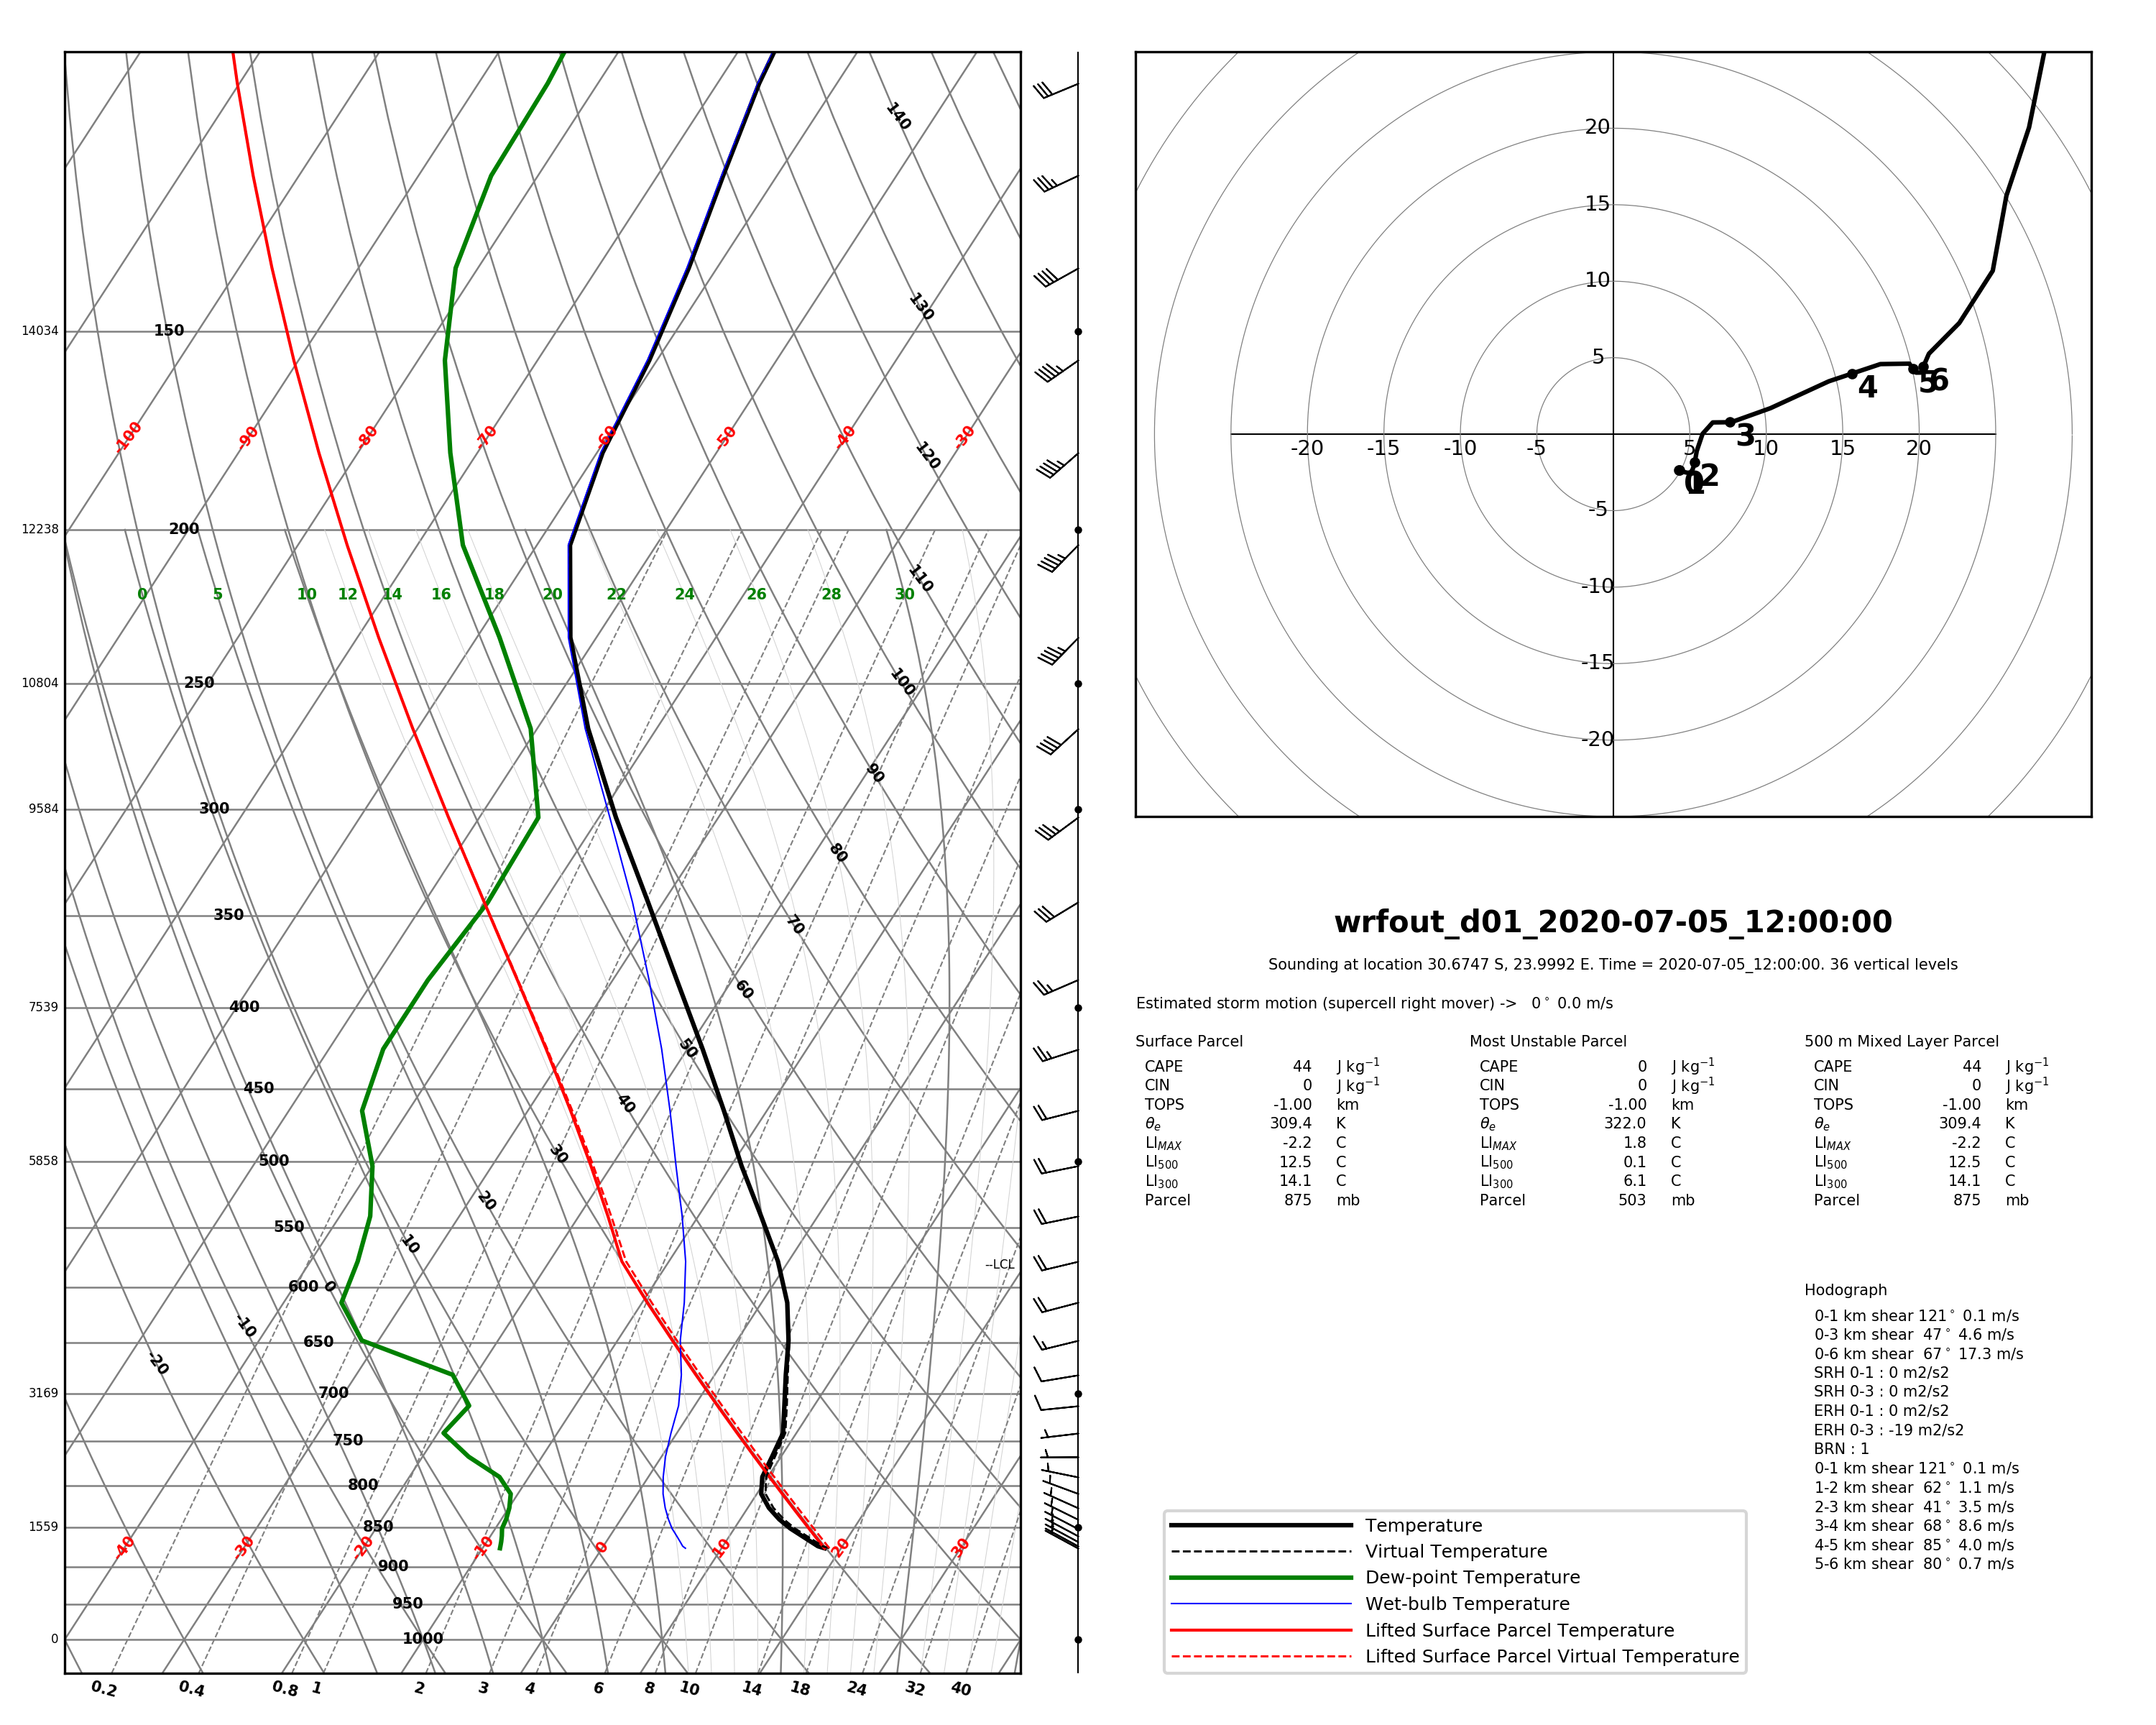 140
130
14034 150
-100 -90 -80 -70 -60 -50 -40 -30
120
12238 200
0 5 10 12 14 16 18 20 22 24 26 28 30
110
10804 250
100
90
9584 300
80
350
70
7539 400
60
50
450
40
5858 500
30
550
20
10
--LCL
600 0
650
-10
-20
3169 700
750
800
1559 850
-40 -30 -20 -10 0 10 20 30
900
950
0 1000
0.2 0.4 0.8 1 2 3 4 6 8 10 14 18 24 32 40
20
15
10
5
-20 -15 -10 -5 5 10 15 20
-5
-10
-15
-20
0 1 2 3 4 5 6
wrfout_d01_2020-07-05_12:00:00
Sounding at location 30.6747 S, 23.9992 E. Time = 2020-07-05_12:00:00. 36 vertical levels
Estimated storm motion (supercell right mover) -> 0° 0.0 m/s
Surface Parcel
CAPE 44 J kg⁻¹
CIN 0 J kg⁻¹
TOPS -1.00 km
θₑ 309.4 K
LI_MAX -2.2 C
LI₅₀₀ 12.5 C
LI₃₀₀ 14.1 C
Parcel 875 mb
Most Unstable Parcel
CAPE 0 J kg⁻¹
CIN 0 J kg⁻¹
TOPS -1.00 km
θₑ 322.0 K
LI_MAX 1.8 C
LI₅₀₀ 0.1 C
LI₃₀₀ 6.1 C
Parcel 503 mb
500 m Mixed Layer Parcel
CAPE 44 J kg⁻¹
CIN 0 J kg⁻¹
TOPS -1.00 km
θₑ 309.4 K
LI_MAX -2.2 C
LI₅₀₀ 12.5 C
LI₃₀₀ 14.1 C
Parcel 875 mb
Hodograph
0-1 km shear 121° 0.1 m/s
0-3 km shear 47° 4.6 m/s
0-6 km shear 67° 17.3 m/s
SRH 0-1 : 0 m2/s2
SRH 0-3 : 0 m2/s2
ERH 0-1 : 0 m2/s2
ERH 0-3 : -19 m2/s2
BRN : 1
0-1 km shear 121° 0.1 m/s
1-2 km shear 62° 1.1 m/s
2-3 km shear 41° 3.5 m/s
3-4 km shear 68° 8.6 m/s
4-5 km shear 85° 4.0 m/s
5-6 km shear 80° 0.7 m/s
Temperature
Virtual Temperature
Dew-point Temperature
Wet-bulb Temperature
Lifted Surface Parcel Temperature
Lifted Surface Parcel Virtual Temperature